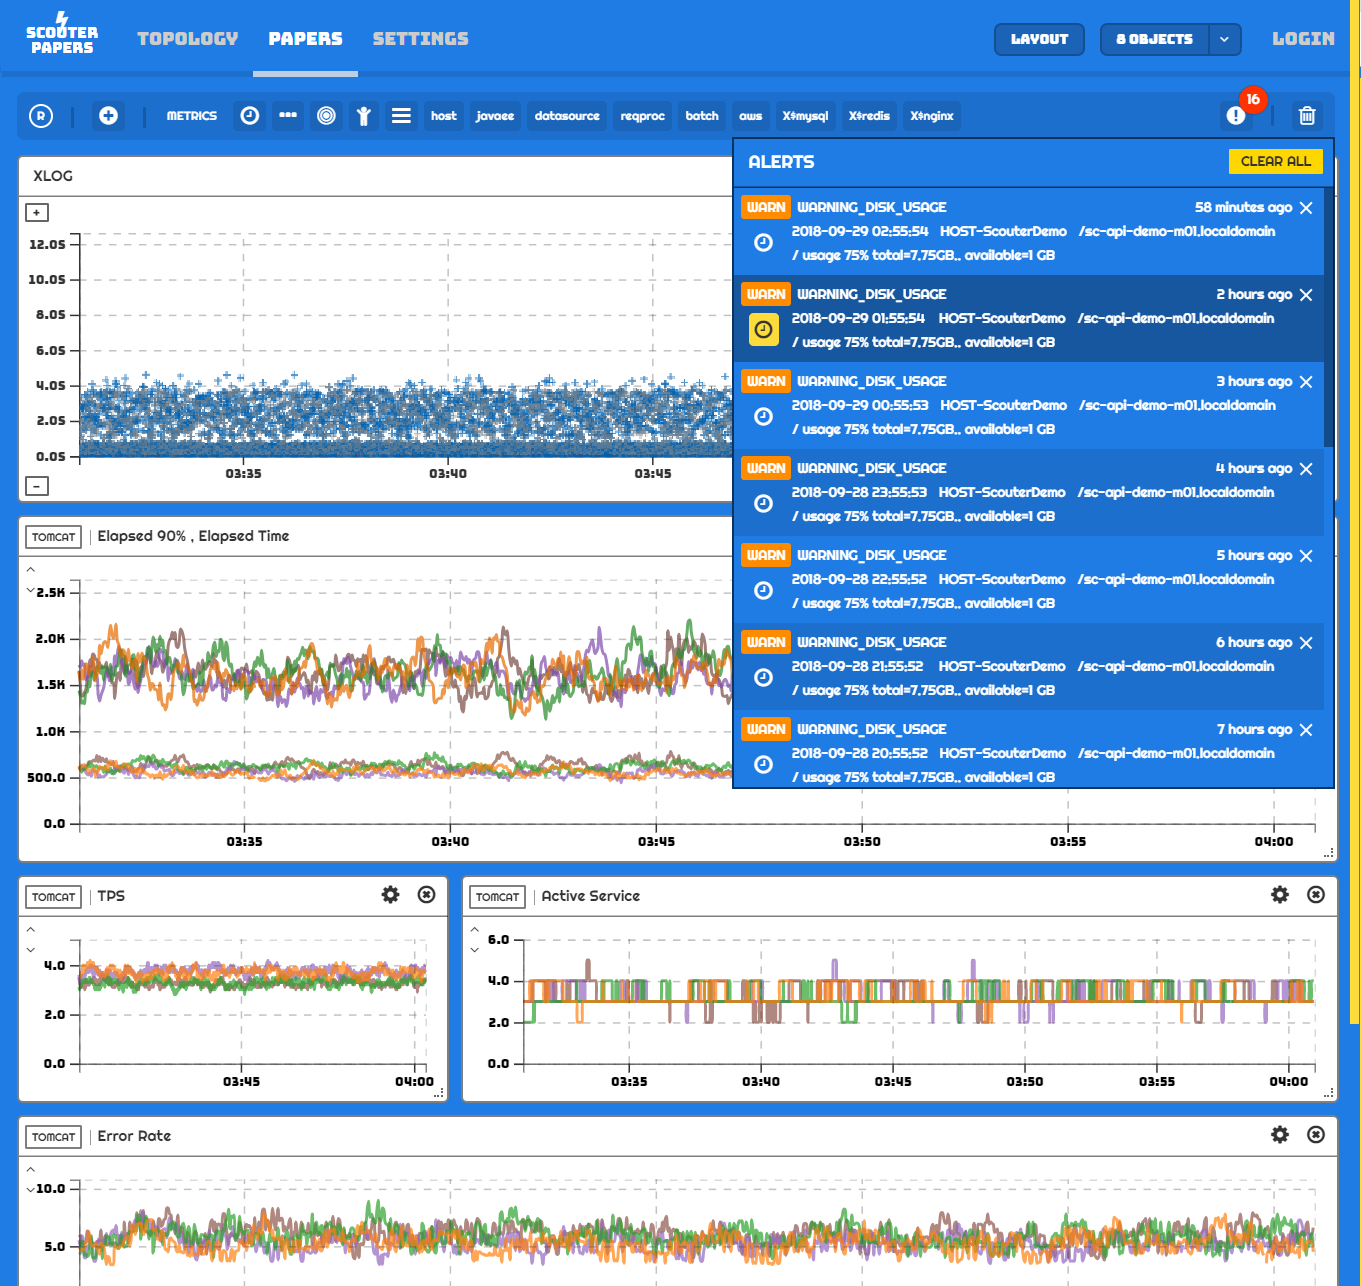 SCOUTER
PAPERS
TOPOLOGY PAPERS SETTINGS LAYOUT 8 OBJECTS LOGIN
R METRICS host javaee datasource reqproc batch aws X$mysql X$redis X$nginx 16
ALERTS CLEAR ALL
XLOG
WARN WARNING_DISK_USAGE 58 minutes ago
2018-09-29 02:55:54 HOST-ScouterDemo /sc-api-demo-m01.localdomain
/ usage 75% total=7.75GB.. available=1 GB
WARN WARNING_DISK_USAGE 2 hours ago
2018-09-29 01:55:54 HOST-ScouterDemo /sc-api-demo-m01.localdomain
/ usage 75% total=7.75GB.. available=1 GB
WARN WARNING_DISK_USAGE 3 hours ago
2018-09-29 00:55:53 HOST-ScouterDemo /sc-api-demo-m01.localdomain
/ usage 75% total=7.75GB.. available=1 GB
WARN WARNING_DISK_USAGE 4 hours ago
2018-09-28 23:55:53 HOST-ScouterDemo /sc-api-demo-m01.localdomain
/ usage 75% total=7.75GB.. available=1 GB
WARN WARNING_DISK_USAGE 5 hours ago
2018-09-28 22:55:52 HOST-ScouterDemo /sc-api-demo-m01.localdomain
/ usage 75% total=7.75GB.. available=1 GB
WARN WARNING_DISK_USAGE 6 hours ago
2018-09-28 21:55:52 HOST-ScouterDemo /sc-api-demo-m01.localdomain
/ usage 75% total=7.75GB.. available=1 GB
WARN WARNING_DISK_USAGE 7 hours ago
2018-09-28 20:55:52 HOST-ScouterDemo /sc-api-demo-m01.localdomain
/ usage 75% total=7.75GB.. available=1 GB
+
12.0S
10.0S
8.0S
6.0S
4.0S
2.0S
0.0S
03:35 03:40 03:45
-
TOMCAT Elapsed 90% , Elapsed Time
2.5K
2.0K
1.5K
1.0K
500.0
0.0
03:35 03:40 03:45 03:50 03:55 04:00
TOMCAT TPS
4.0
2.0
0.0
03:45 04:00
TOMCAT Active Service
6.0
4.0
2.0
0.0
03:35 03:40 03:45 03:50 03:55 04:00
TOMCAT Error Rate
10.0
5.0